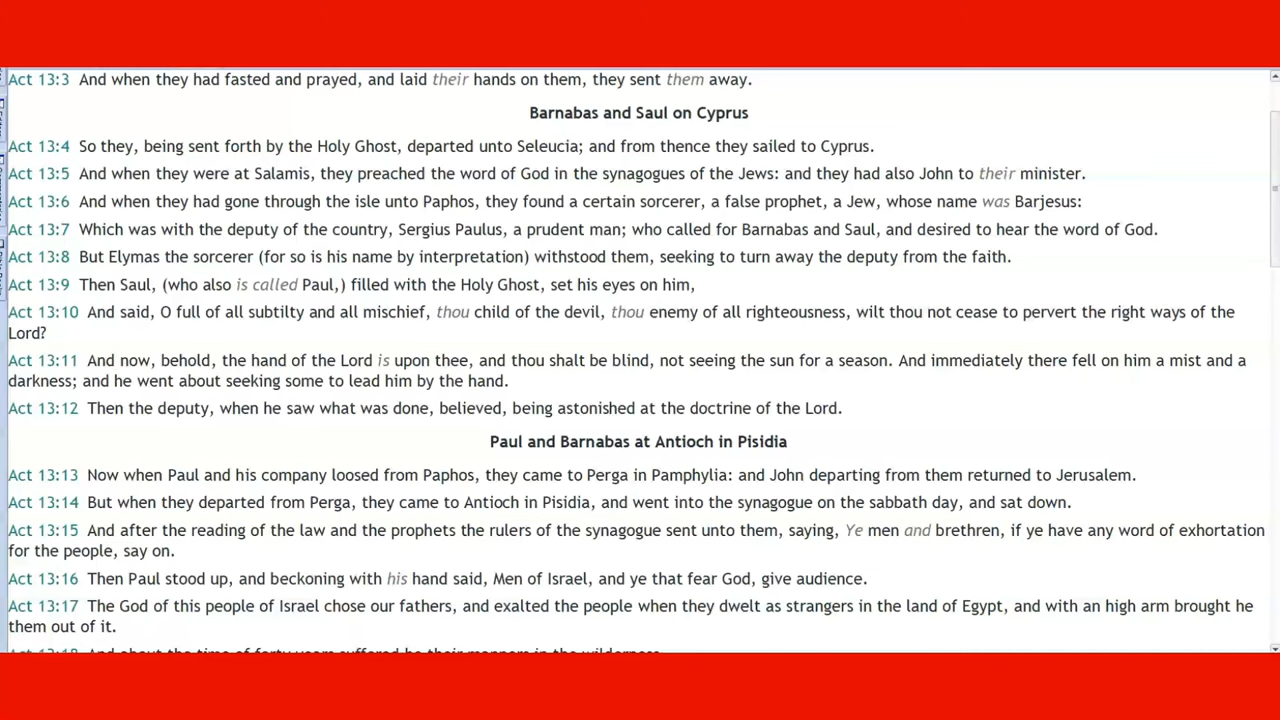 Act 13:3 And when they had fasted and prayed, and laid their hands on them, they sent them away.
Barnabas and Saul on Cyprus
Act 13:4 So they, being sent forth by the Holy Ghost, departed unto Seleucia; and from thence they sailed to Cyprus.
Act 13:5 And when they were at Salamis, they preached the word of God in the synagogues of the Jews: and they had also John to their minister.
Act 13:6 And when they had gone through the isle unto Paphos, they found a certain sorcerer, a false prophet, a Jew, whose name was Barjesus:
Act 13:7 Which was with the deputy of the country, Sergius Paulus, a prudent man; who called for Barnabas and Saul, and desired to hear the word of God.
Act 13:8 But Elymas the sorcerer (for so is his name by interpretation) withstood them, seeking to turn away the deputy from the faith.
Act 13:9 Then Saul, (who also is called Paul,) filled with the Holy Ghost, set his eyes on him,
Act 13:10 And said, O full of all subtilty and all mischief, thou child of the devil, thou enemy of all righteousness, wilt thou not cease to pervert the right ways of the
Lord?
Act 13:11 And now, behold, the hand of the Lord is upon thee, and thou shalt be blind, not seeing the sun for a season. And immediately there fell on him a mist and a
darkness; and he went about seeking some to lead him by the hand.
Act 13:12 Then the deputy, when he saw what was done, believed, being astonished at the doctrine of the Lord.
Paul and Barnabas at Antioch in Pisidia
Act 13:13 Now when Paul and his company loosed from Paphos, they came to Perga in Pamphylia: and John departing from them returned to Jerusalem.
Act 13:14 But when they departed from Perga, they came to Antioch in Pisidia, and went into the synagogue on the sabbath day, and sat down.
Act 13:15 And after the reading of the law and the prophets the rulers of the synagogue sent unto them, saying, Ye men and brethren, if ye have any word of exhortation
for the people, say on.
Act 13:16 Then Paul stood up, and beckoning with his hand said, Men of Israel, and ye that fear God, give audience.
Act 13:17 The God of this people of Israel chose our fathers, and exalted the people when they dwelt as strangers in the land of Egypt, and with an high arm brought he
them out of it.
Act 13:18 And about the time of forty years suffered he their manners in the wilderness.